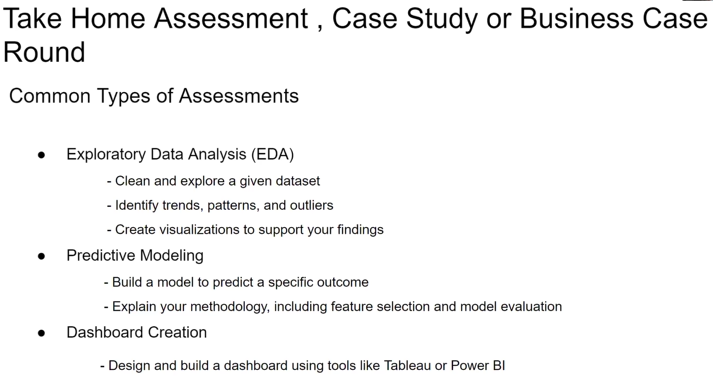 Take Home Assessment , Case Study or Business Case
Round
Common Types of Assessments
● Exploratory Data Analysis (EDA)
- Clean and explore a given dataset
- Identify trends, patterns, and outliers
- Create visualizations to support your findings
● Predictive Modeling
- Build a model to predict a specific outcome
- Explain your methodology, including feature selection and model evaluation
● Dashboard Creation
- Design and build a dashboard using tools like Tableau or Power BI